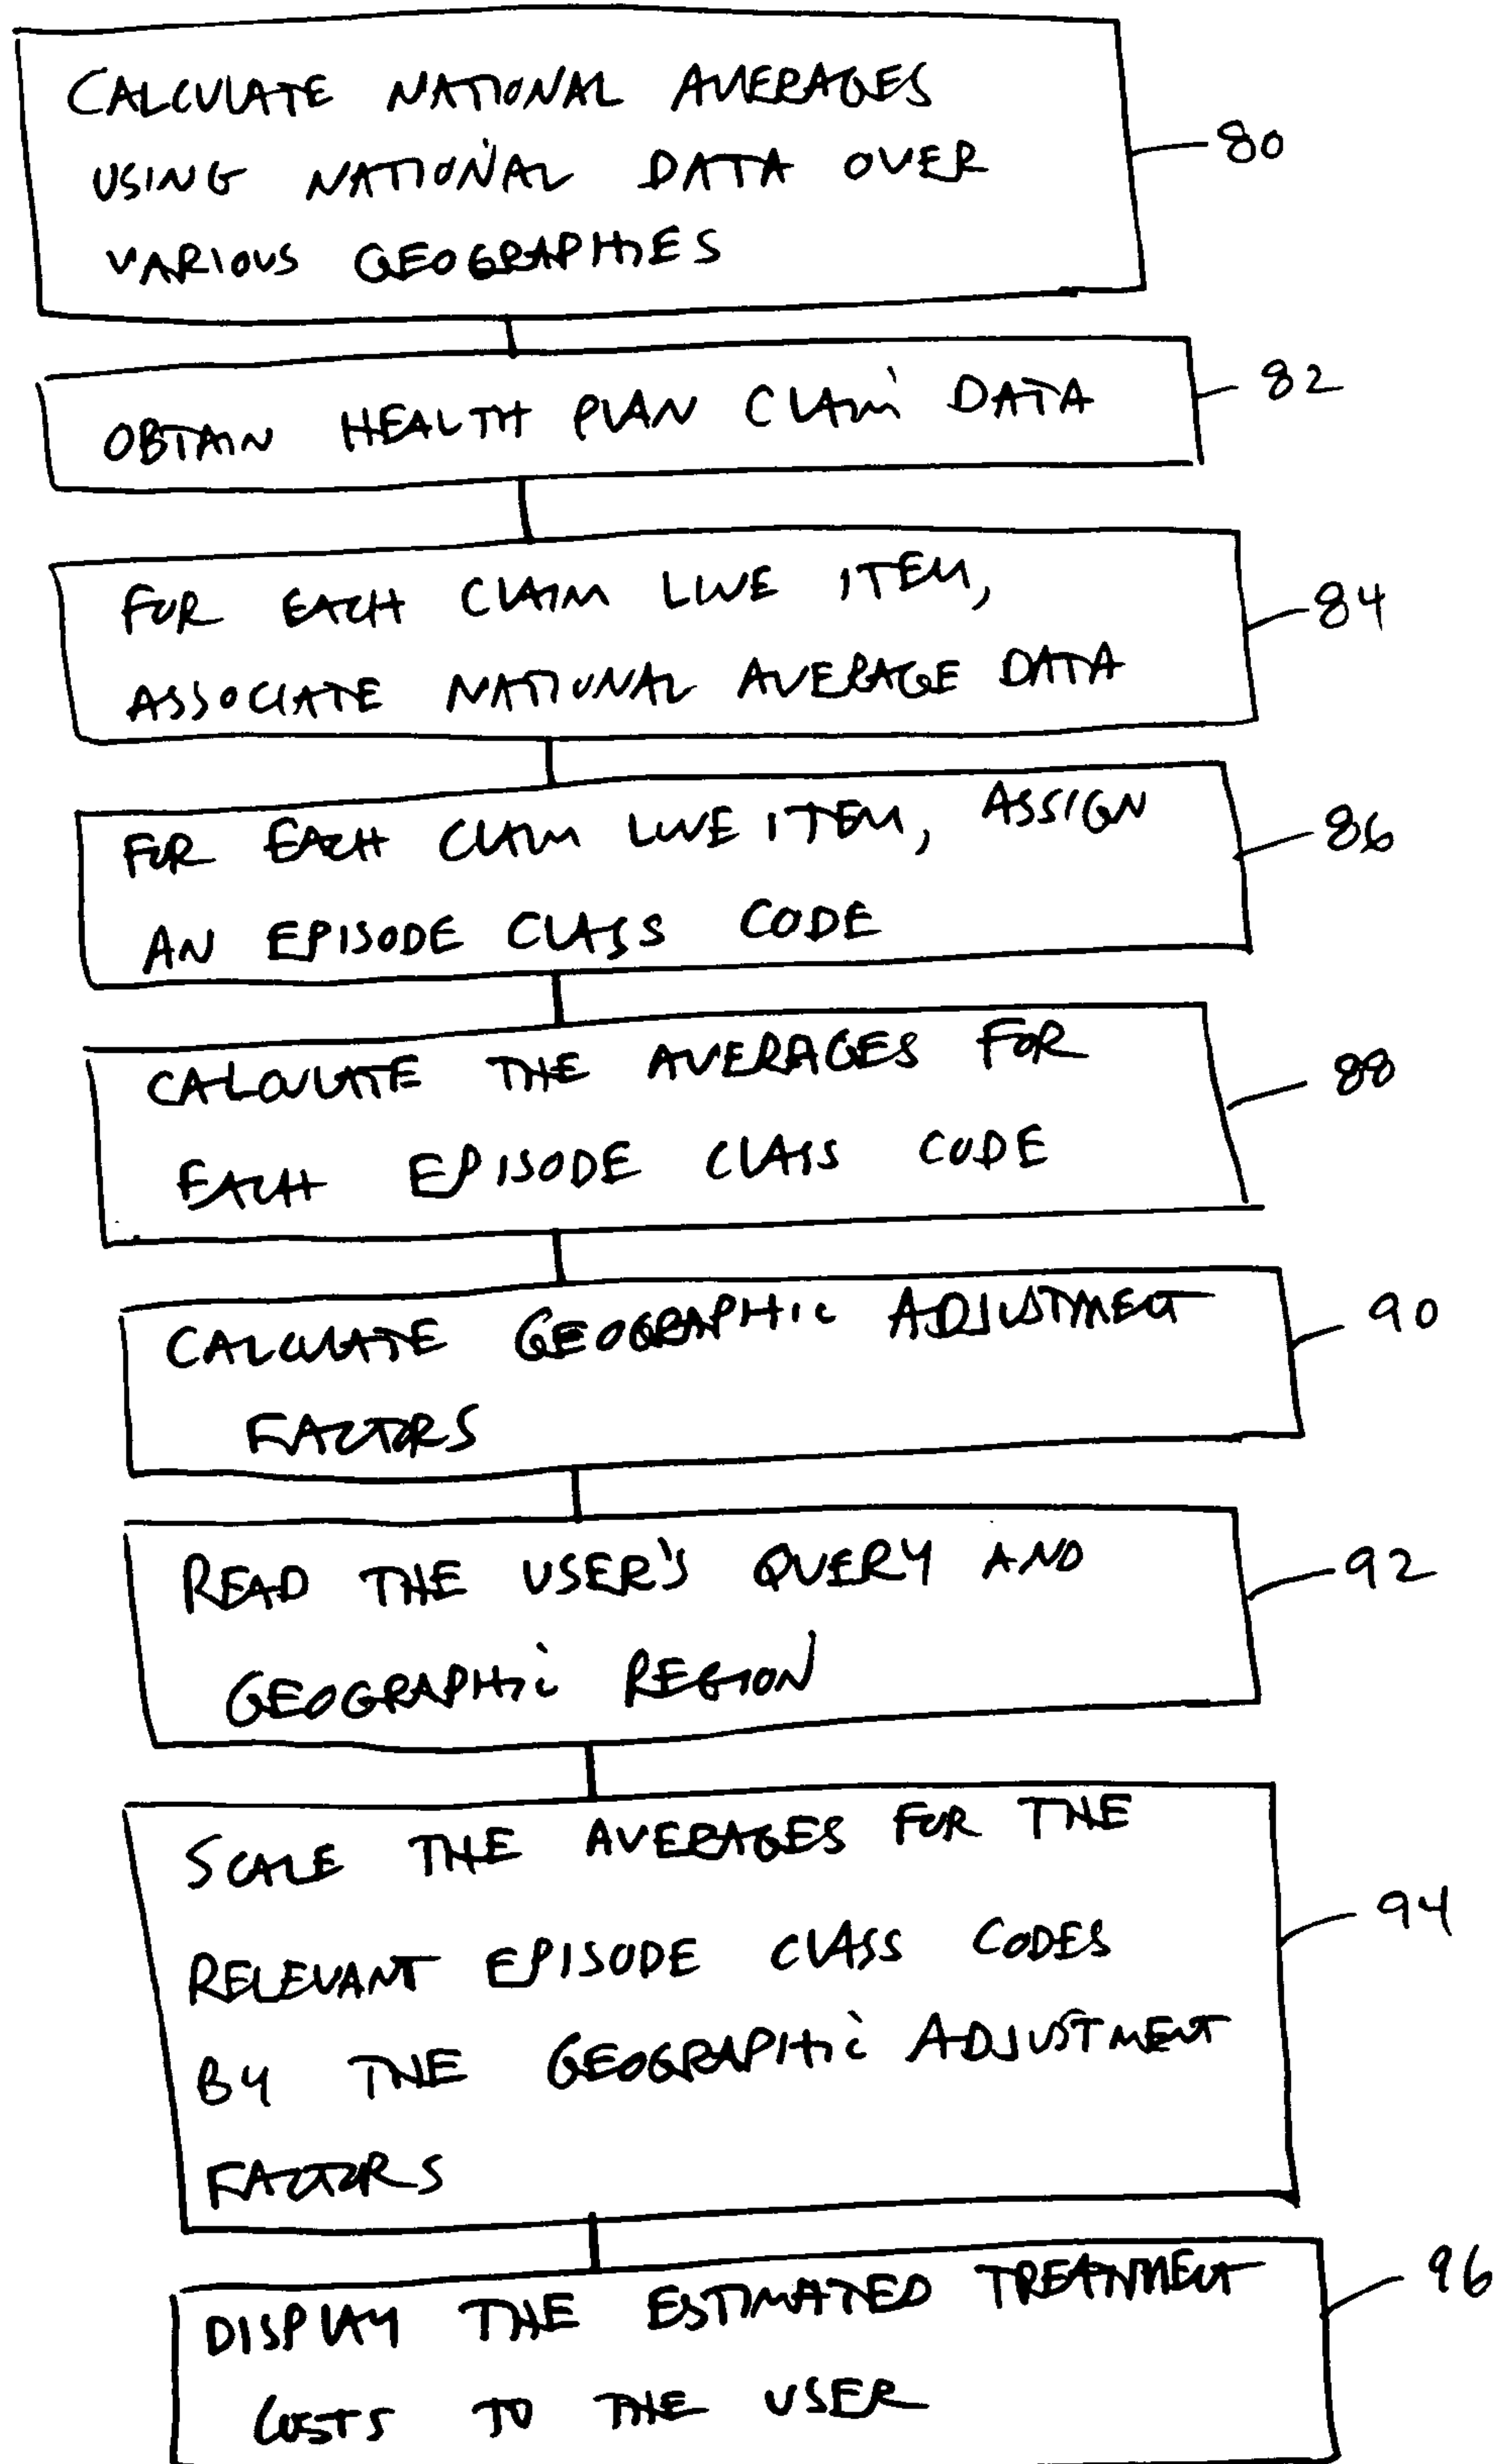 CALCULATE NATIONAL AVERAGES
USING NATIONAL DATA OVER
VARIOUS GEOGRAPHIES
80
OBTAIN HEALTH PLAN CLAIM DATA
82
FOR EACH CLAIM LINE ITEM,
ASSOCIATE NATIONAL AVERAGE DATA
84
FOR EACH CLAIM LINE ITEM, ASSIGN
AN EPISODE CLASS CODE
86
CALCULATE THE AVERAGES FOR
EACH EPISODE CLASS CODE
88
CALCULATE GEOGRAPHIC ADJUSTMENT
FACTORS
90
READ THE USER'S QUERY AND
GEOGRAPHIC REGION
92
SCALE THE AVERAGES FOR THE
RELEVANT EPISODE CLASS CODES
BY THE GEOGRAPHIC ADJUSTMENT
FACTORS
94
DISPLAY THE ESTIMATED TREATMENT
COSTS TO THE USER
96